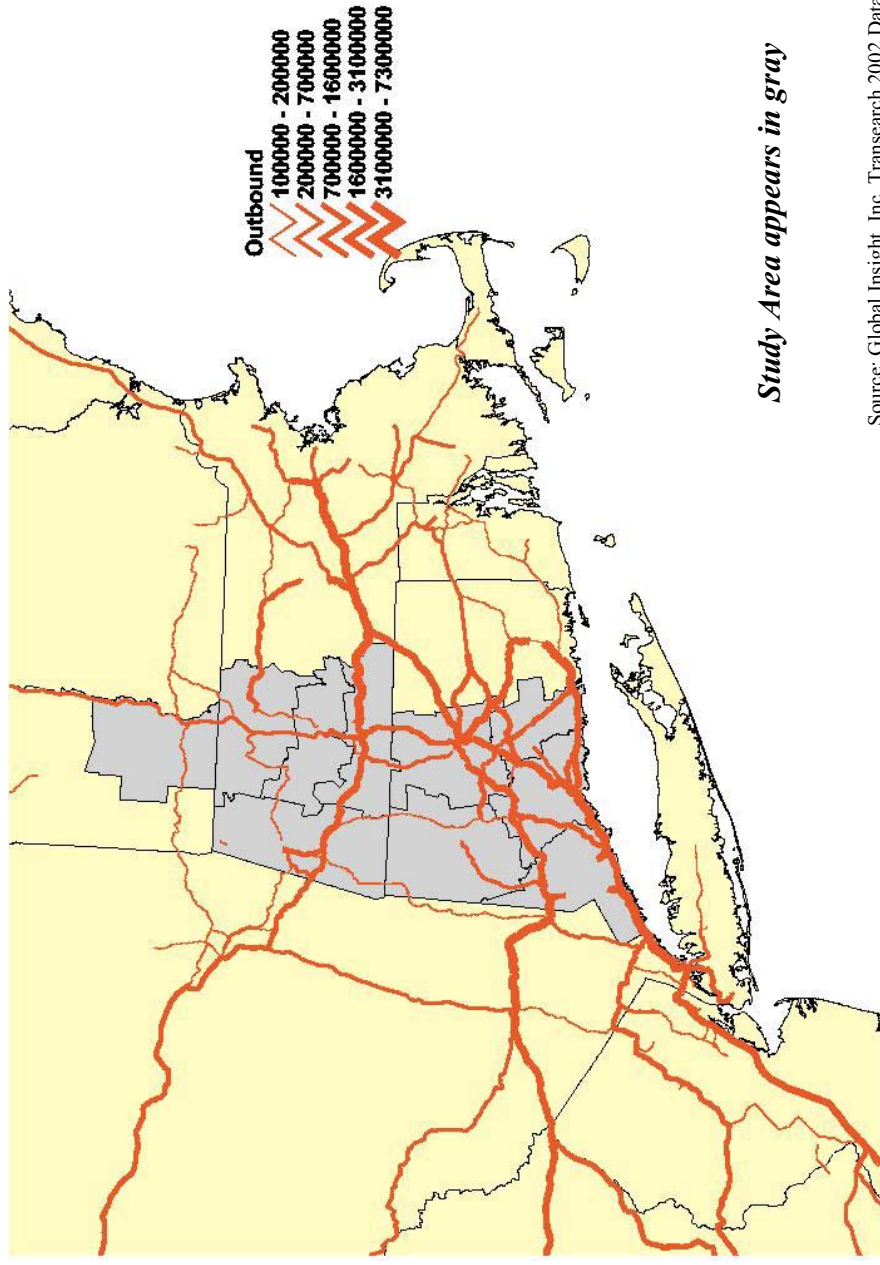 Outbound
100000 - 200000
200000 - 700000
700000 - 1600000
1600000 - 3100000
3100000 - 7300000
Study Area appears in gray
Source: Global Insight, Inc. Transearch 2002 Data